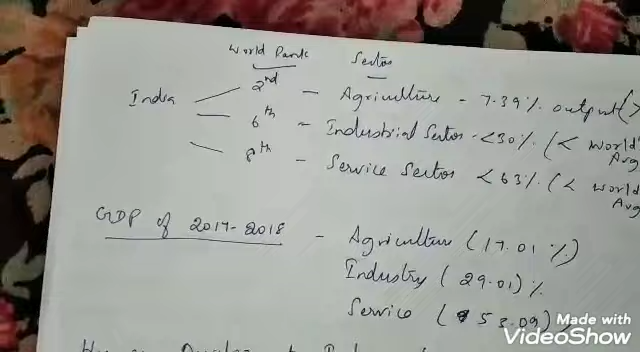 World Rank Sector
India 2nd - Agriculture - 7.39% output (>
6th - Industrial Sector - <30% (< World's Avg
8th - Service Sector <63% (< World Avg
GDP of 2017-2018 - Agriculture (17.01 %)
Industry (29.01) %
Service (53.09)
Made with
VideoShow